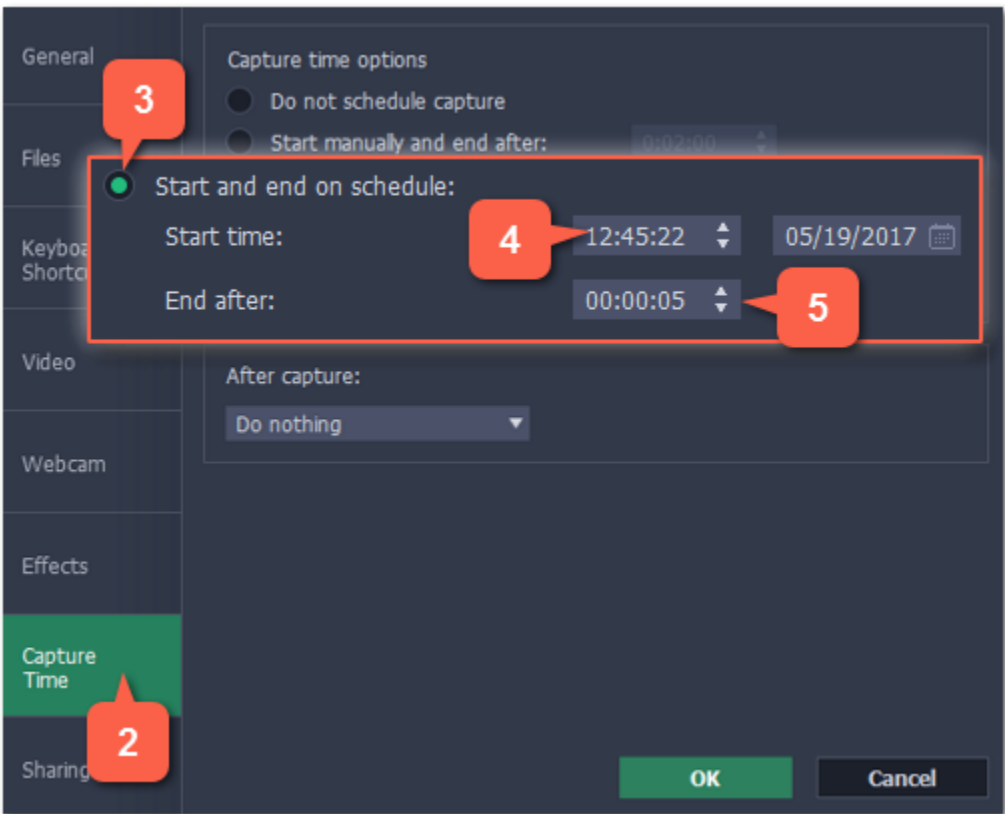 General
Files
Keyboa
Shortc
Video
Webcam
Effects
Capture
Time
Sharing
2
Capture time options
Do not schedule capture
Start manually and end after: 0:02:00
3
Start and end on schedule:
Start time: 4 12:45:22 05/19/2017
End after: 00:00:05 5
After capture:
Do nothing
OK Cancel